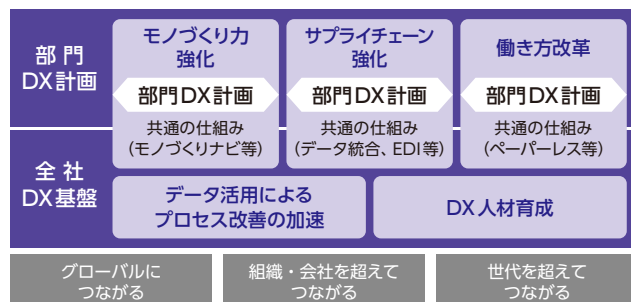 部門
DX計画
モノづくり力
強化
サプライチェーン
強化
働き方改革
部門DX計画
部門DX計画
部門DX計画
共通の仕組み
(モノづくりナビ等)
共通の仕組み
(データ統合、EDI等)
共通の仕組み
(ペーパーレス等)
全社
DX基盤
データ活用による
プロセス改善の加速
DX人材育成
グローバルに
つながる
組織・会社を超えて
つながる
世代を超えて
つながる